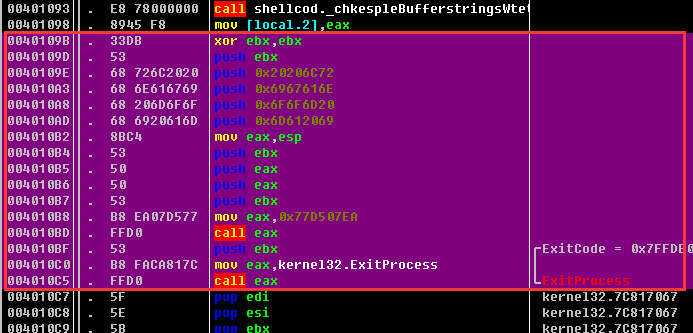 00401093 . E8 78000000 call shellcod._chkespleBufferstringsWtet
00401098 . 8945 F8 mov [local.2],eax
0040109B . 33DB xor ebx,ebx
0040109D . 53 push ebx
0040109E . 68 726C2020 push 0x20206C72
004010A3 . 68 6E616769 push 0x6967616E
004010A8 . 68 206D6F6F push 0x6F6F6D20
004010AD . 68 6920616D push 0x6D612069
004010B2 . 8BC4 mov eax,esp
004010B4 . 53 push ebx
004010B5 . 50 push eax
004010B6 . 50 push eax
004010B7 . 53 push ebx
004010B8 . B8 EA07D577 mov eax,0x77D507EA
004010BD . FFD0 call eax
004010BF . 53 push ebx ExitCode = 0x7FFDE0
004010C0 . B8 FACA817C mov eax,kernel32.ExitProcess
004010C5 . FFD0 call eax ExitProcess
004010C7 . 5F pop edi kernel32.7C817067
004010C8 . 5E pop esi kernel32.7C817067
004010C9 . 5B pop ebx kernel32.7C817067